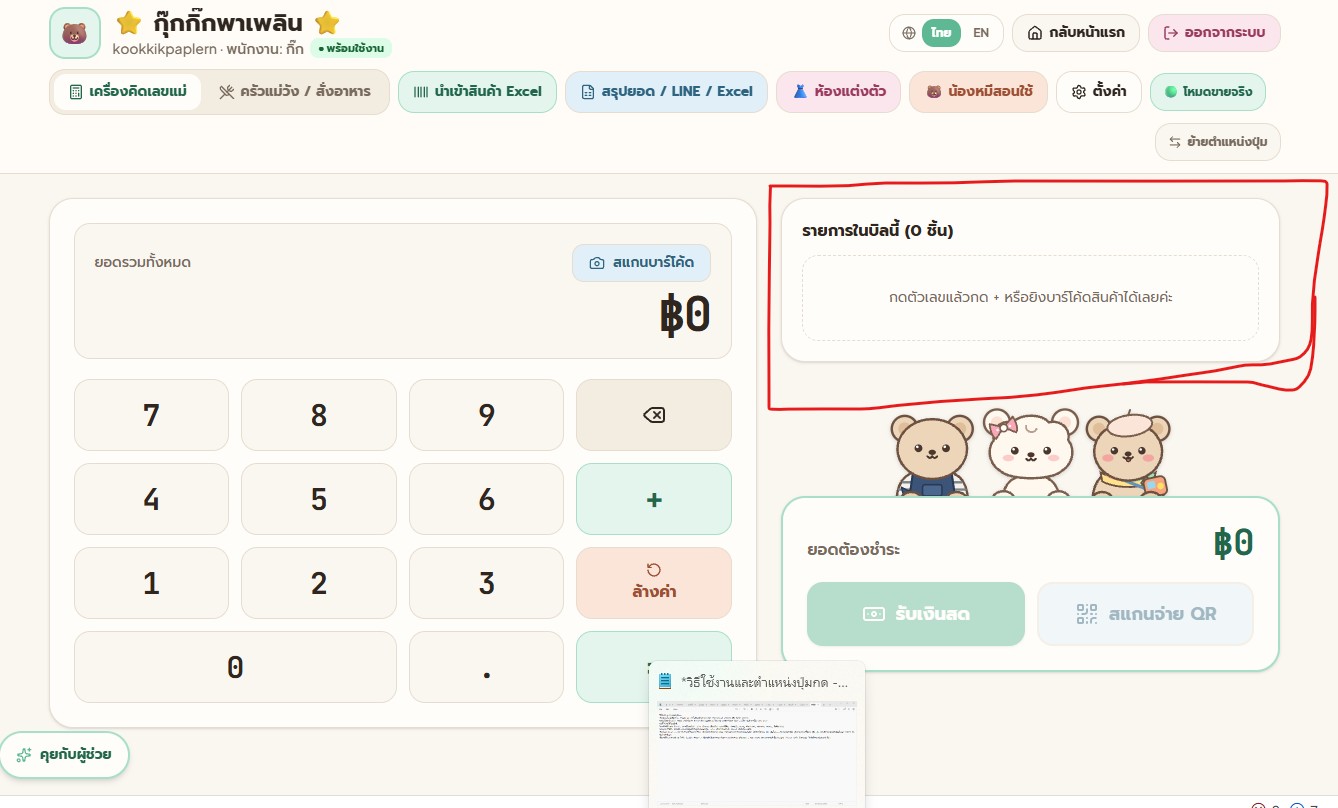 กุ๊กกิ๊กพาเพลิน
kookkikpaplern · พนักงาน: กิ๊ก
• พร้อมใช้งาน
ไทย
EN
กลับหน้าแรก
ออกจากระบบ
เครื่องคิดเลขแม่
ครัวแม่วัง / สั่งอาหาร
นำเข้าสินค้า Excel
สรุปยอด / LINE / Excel
ห้องแต่งตัว
น้องหมีสอนใช้
ตั้งค่า
โหมดขายจริง
ย้ายตำแหน่งปุ่ม
ยอดรวมทั้งหมด
สแกนบาร์โค้ด
฿0
7 8 9
4 5 6 +
1 2 3 ล้างค่า
0 .
รายการในบิลนี้ (0 ชิ้น)
กดตัวเลขแล้วกด + หรือยิงบาร์โค้ดสินค้าได้เลยค่ะ
ยอดต้องชำระ
฿0
รับเงินสด
สแกนจ่าย QR
*วิธีใช้งานและตำแหน่งปุ่มกด -...
คุยกับผู้ช่วย